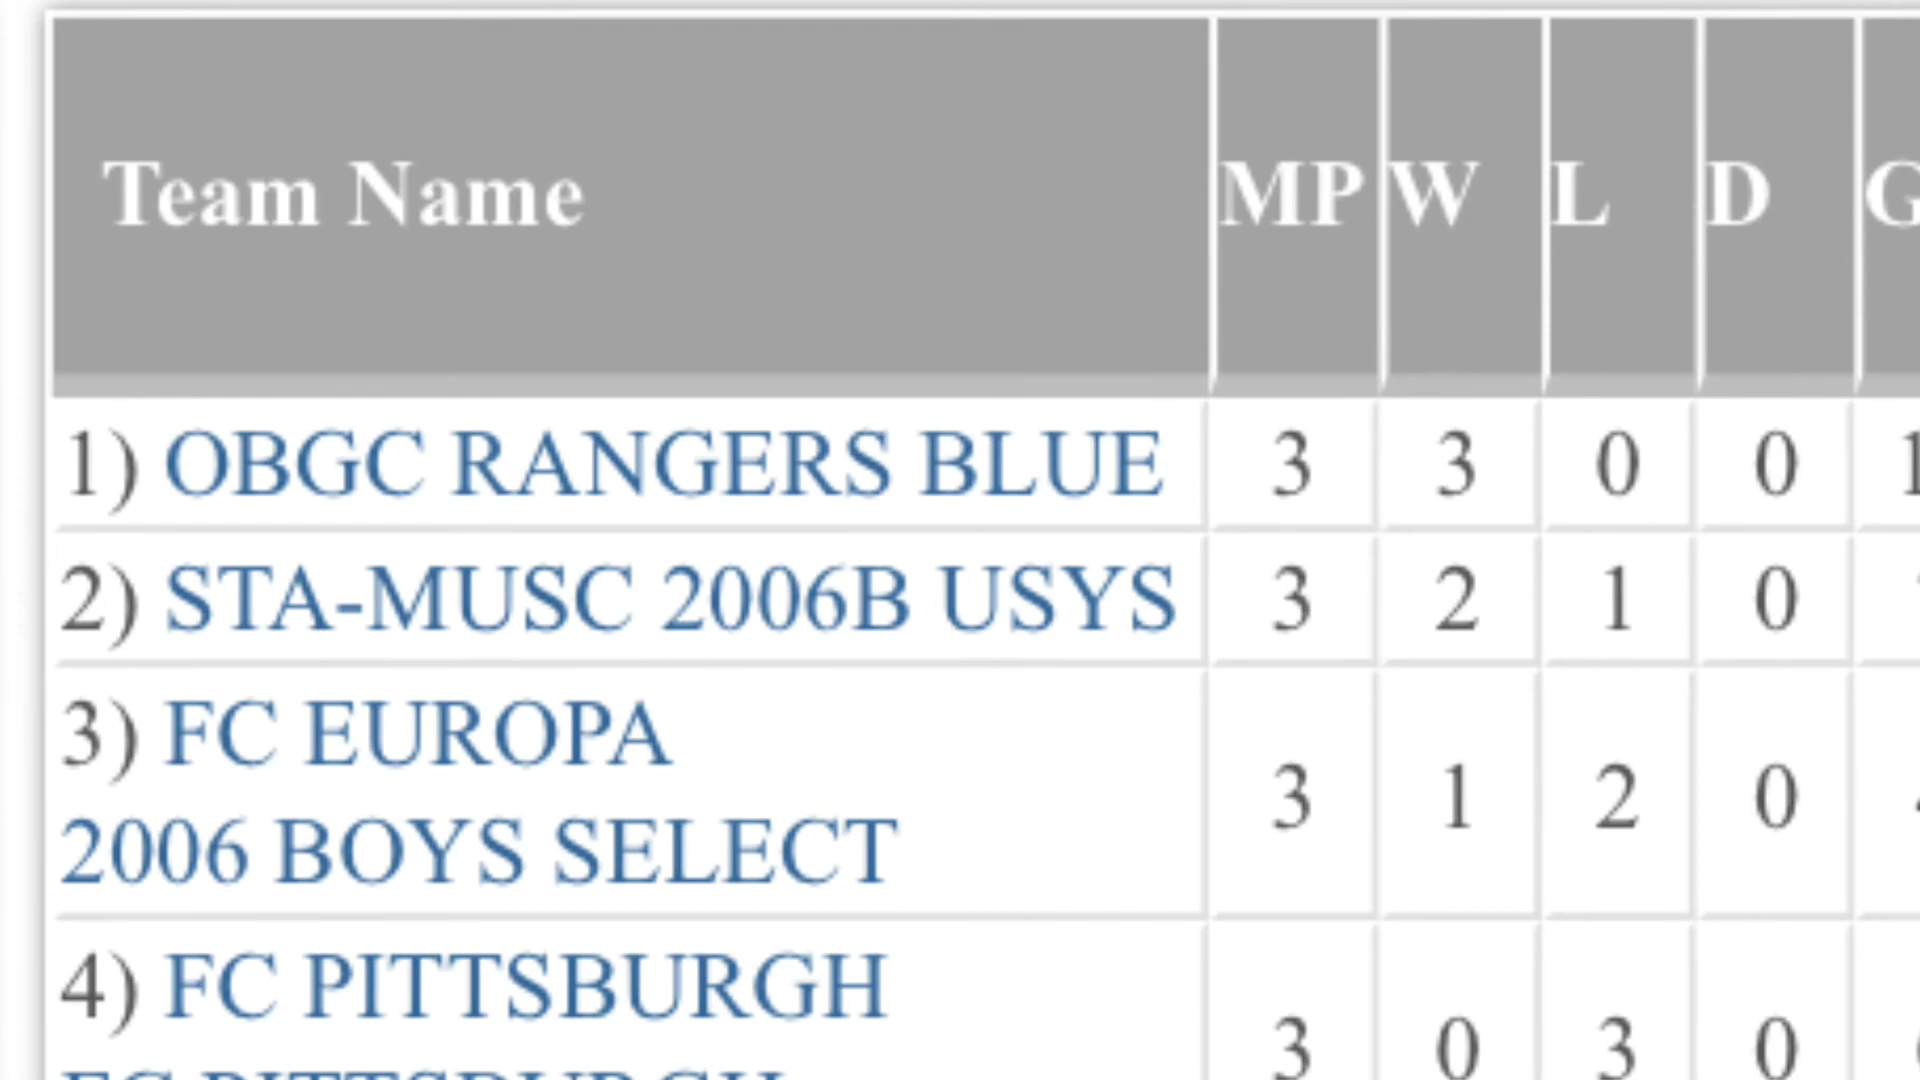 Team Name MP W L D
1) OBGC RANGERS BLUE 3 3 0 0
2) STA-MUSC 2006B USYS 3 2 1 0
3) FC EUROPA
2006 BOYS SELECT 3 1 2 0
4) FC PITTSBURGH
3 0 3 0